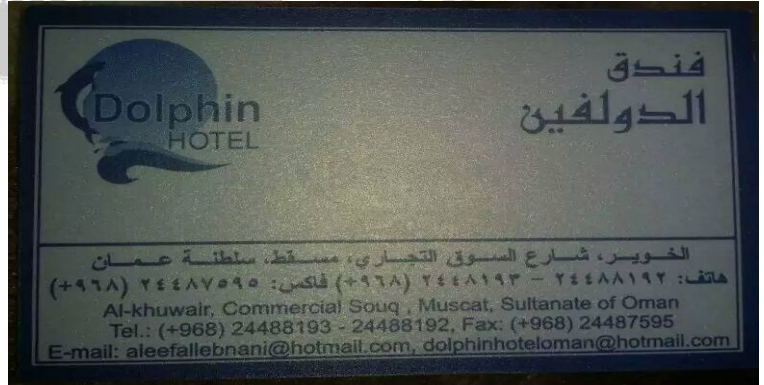 Dolphin
HOTEL
فندق
الدولفين
الخوير، شارع السوق التجاري، مسقط، سلطنة عمان
هاتف: ٢٤٤٨٨١٩٢ – ٢٤٤٨٨١٩٣ (٩٦٨+) فاكس: ٢٤٤٨٧٥٩٥ (٩٦٨+)
Al-khuwair, Commercial Souq , Muscat, Sultanate of Oman
Tel.: (+968) 24488193 - 24488192, Fax: (+968) 24487595
E-mail: aleefallebnani@hotmail.com, dolphinhoteloman@hotmail.com